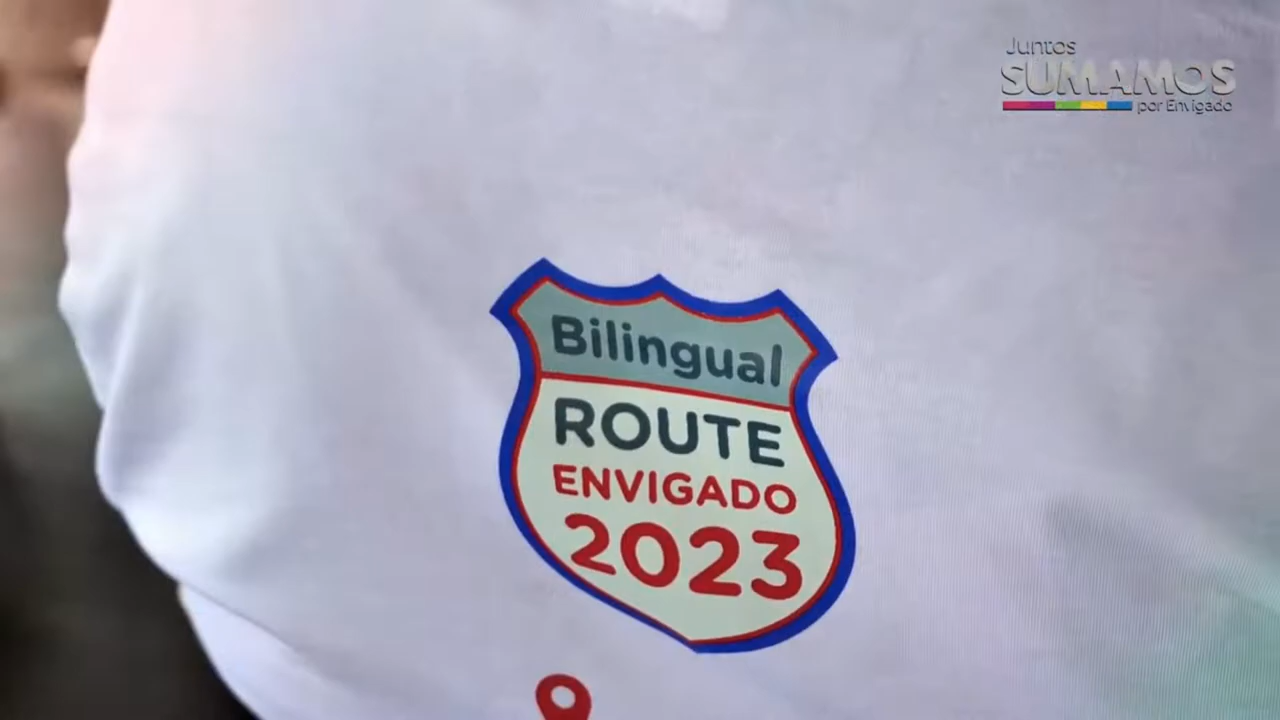 Juntos
SUMAMOS
por Envigado
Bilingual
ROUTE
ENVIGADO
2023